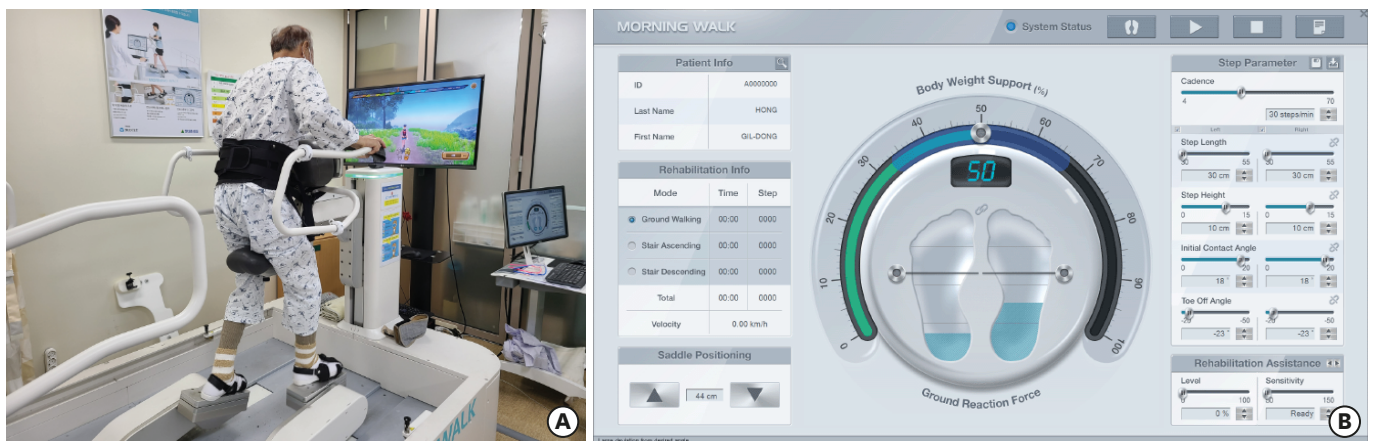 WALK
A
MORNING WALK
System Status
Patient Info
ID A0000000
Last Name HONG
First Name GIL-DONG
Rehabilitation Info
Mode Time Step
Ground Walking 00:00 0000
Stair Ascending 00:00 0000
Stair Descending 00:00 0000
Total 00:00 0000
Velocity 0.00 km/h
Saddle Positioning
44 cm
Body Weight Support (%)
0 10 20 30 40 50 60 70 80 90 100
50
Ground Reaction Force
Step Parameter
Cadence
4 70
30 steps/min
Left Right
Step Length
30 55 30 55
30 cm 30 cm
Step Height
0 15 0 15
10 cm 10 cm
Initial Contact Angle
0 20 0 20
18 ° 18 °
Toe Off Angle
-50 -50
-23 ° -23 °
Rehabilitation Assistance
Level Sensitivity
0 100 50 150
0 % Ready
B